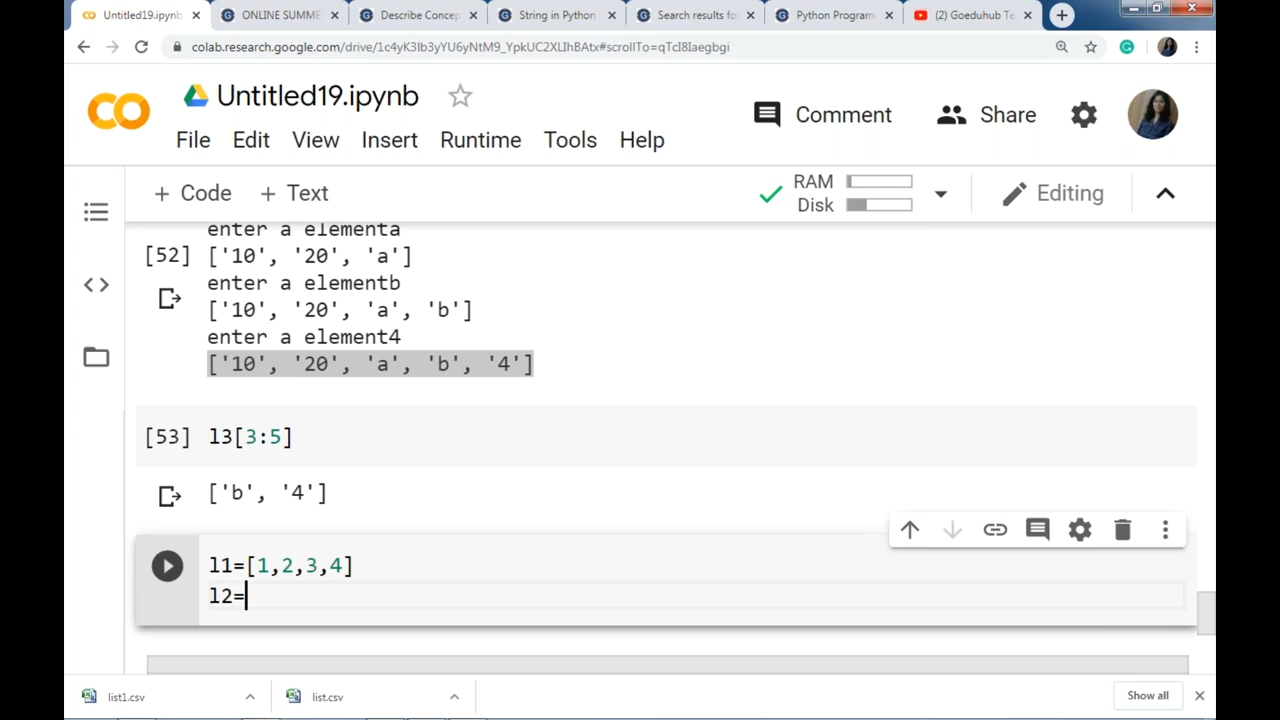 Untitled19.ipynb
ONLINE SUMME
Describe Concep
String in Python
Search results fo
Python Program
(2) Goeduhub Te
colab.research.google.com/drive/1c4yK3Ib3yYU6yNtM9_YpkUC2XLIhBAtx#scrollTo=qTcI8Iaegbgi
Untitled19.ipynb
Comment
Share
File Edit View Insert Runtime Tools Help
+ Code + Text
RAM
Disk
Editing
enter a elementa
[52] ['10', '20', 'a']
enter a elementb
['10', '20', 'a', 'b']
enter a element4
['10', '20', 'a', 'b', '4']
[53] l3[3:5]
['b', '4']
l1=[1,2,3,4]
l2=
list1.csv
list.csv
Show all